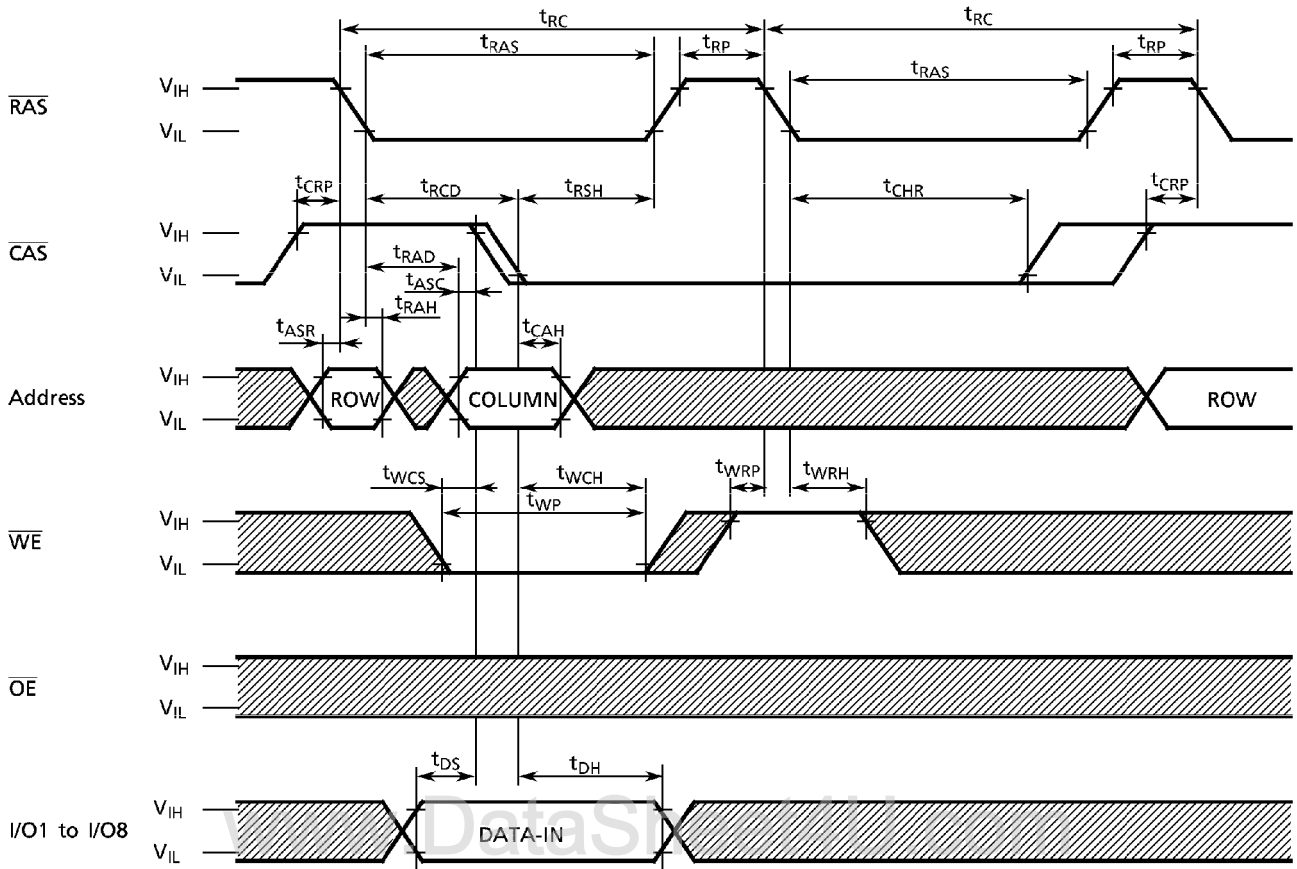 tRC tRC
tRAS tRP tRAS tRP
RAS VIH
VIL
tCRP tRCD tRSH tCHR tCRP
CAS VIH
VIL
tRAD
tASC
tRAH
tASR tCAH
Address VIH
VIL
ROW COLUMN ROW
tWCS tWCH tWRP tWRH
tWP
WE VIH
VIL
OE VIH
VIL
tDS tDH
I/O1 to I/O8 VIH
VIL
DATA-IN
www.DataSheet4U.com